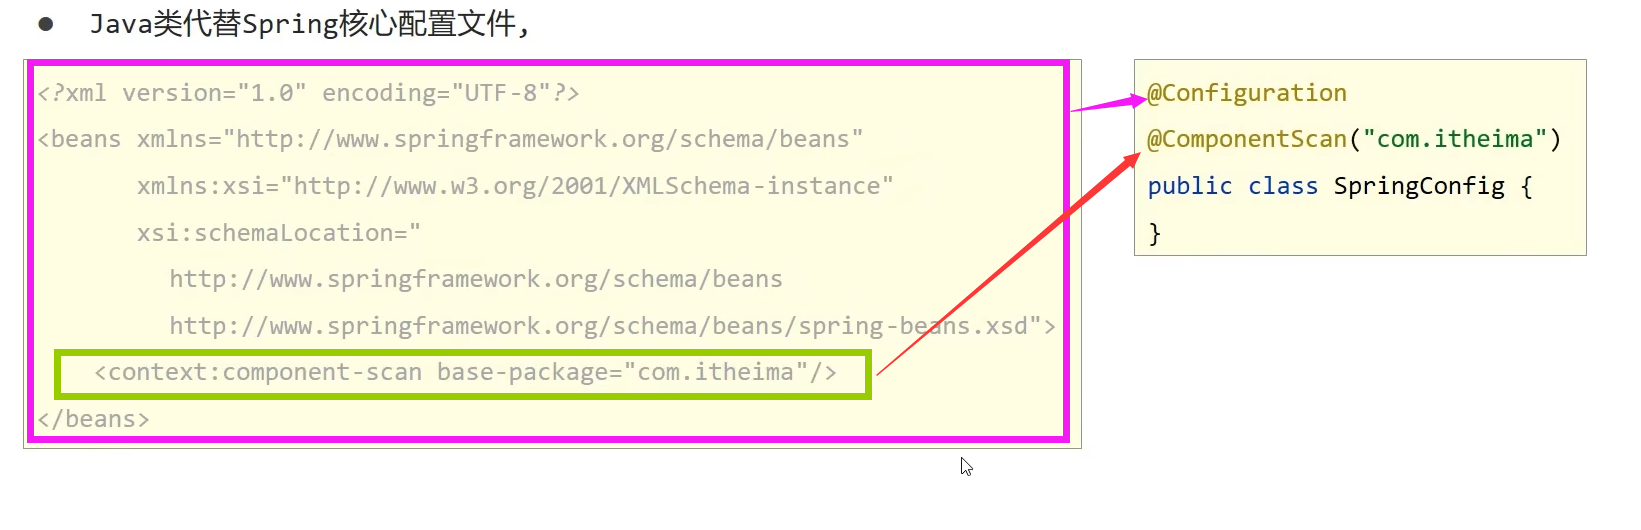 ● Java类代替Spring核心配置文件,
<?xml version="1.0" encoding="UTF-8"?>
<beans xmlns="http://www.springframework.org/schema/beans"
xmlns:xsi="http://www.w3.org/2001/XMLSchema-instance"
xsi:schemaLocation="
http://www.springframework.org/schema/beans
http://www.springframework.org/schema/beans/spring-beans.xsd">
<context:component-scan base-package="com.itheima"/>
</beans>
@Configuration
@ComponentScan("com.itheima")
public class SpringConfig {
}